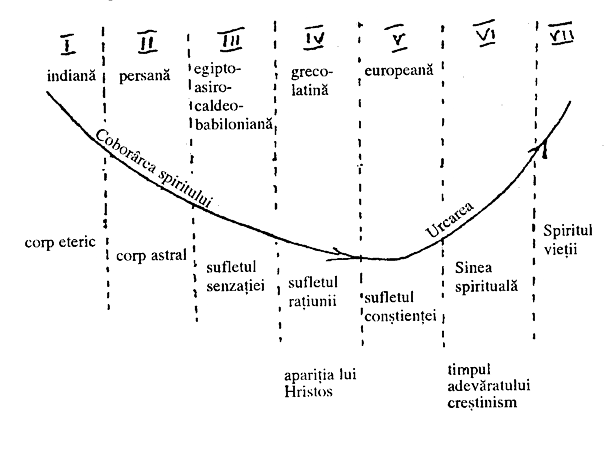 I II III IV V VI VII
indiană
persană
egipto-
asiro-
caldeo-
babiloniană
greco-
latină
europeană
Coborârea spiritului
Urcarea
corp eteric
corp astral
sufletul
senzației
sufletul
rațiunii
sufletul
conștienței
Sinea
spirituală
Spiritul
vieții
apariția lui
Hristos
timpul
adevăratului
creștinism